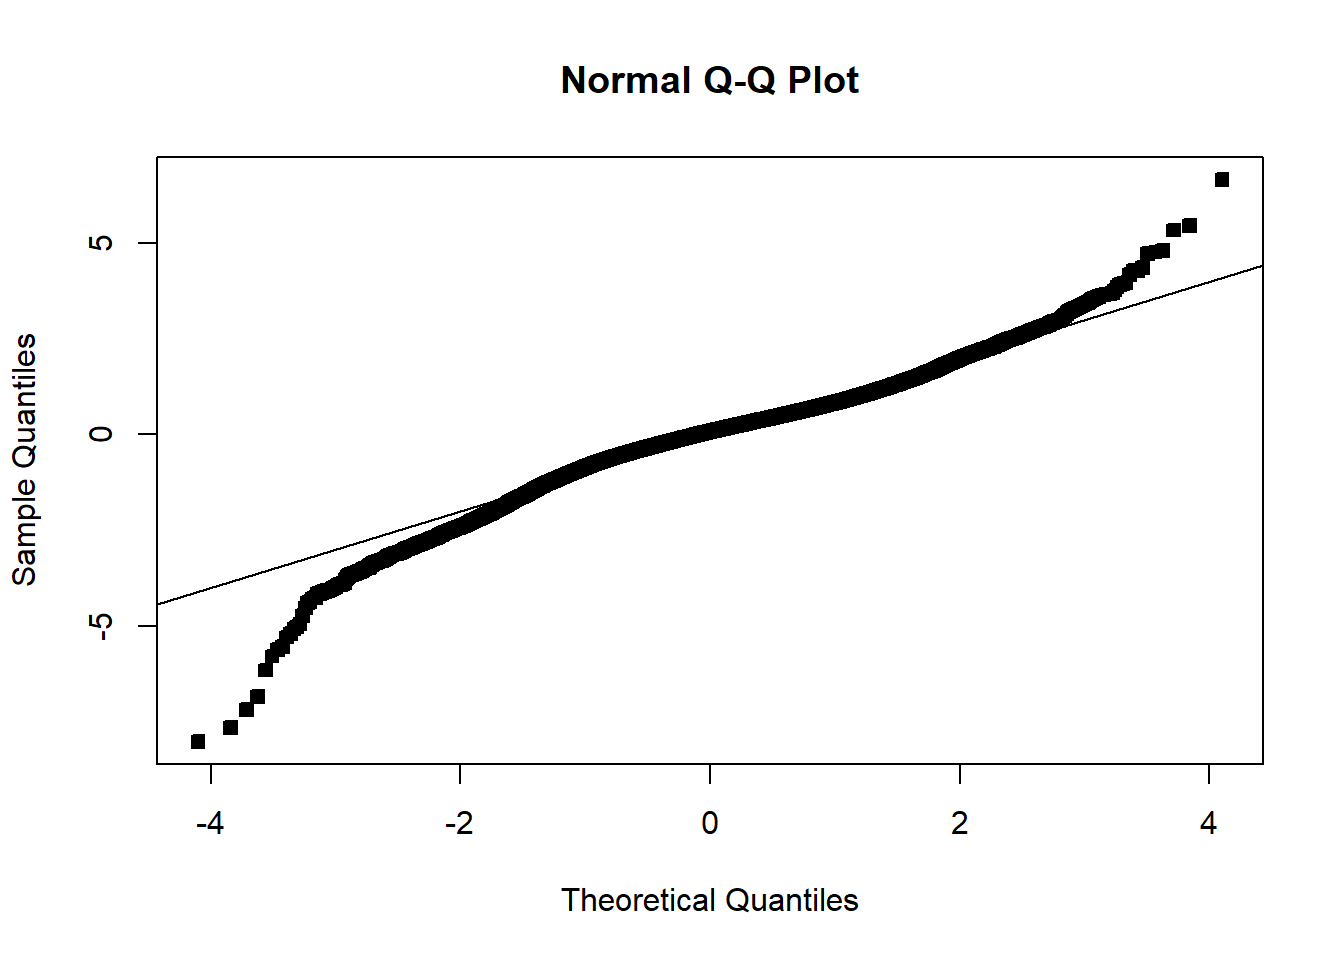 Normal Q-Q Plot
5
0
-5
Sample Quantiles
-4 -2 0 2 4
Theoretical Quantiles